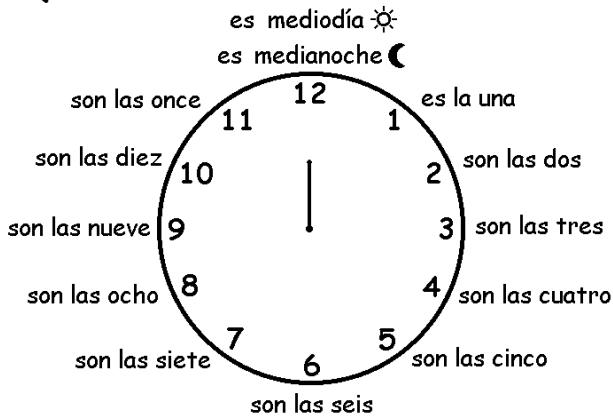 es mediodía
es medianoche
son las once
12
es la una
11
1
son las diez
10
2
son las dos
son las nueve
9
3
son las tres
son las ocho
8
4
son las cuatro
son las siete
7
5
son las cinco
6
son las seis